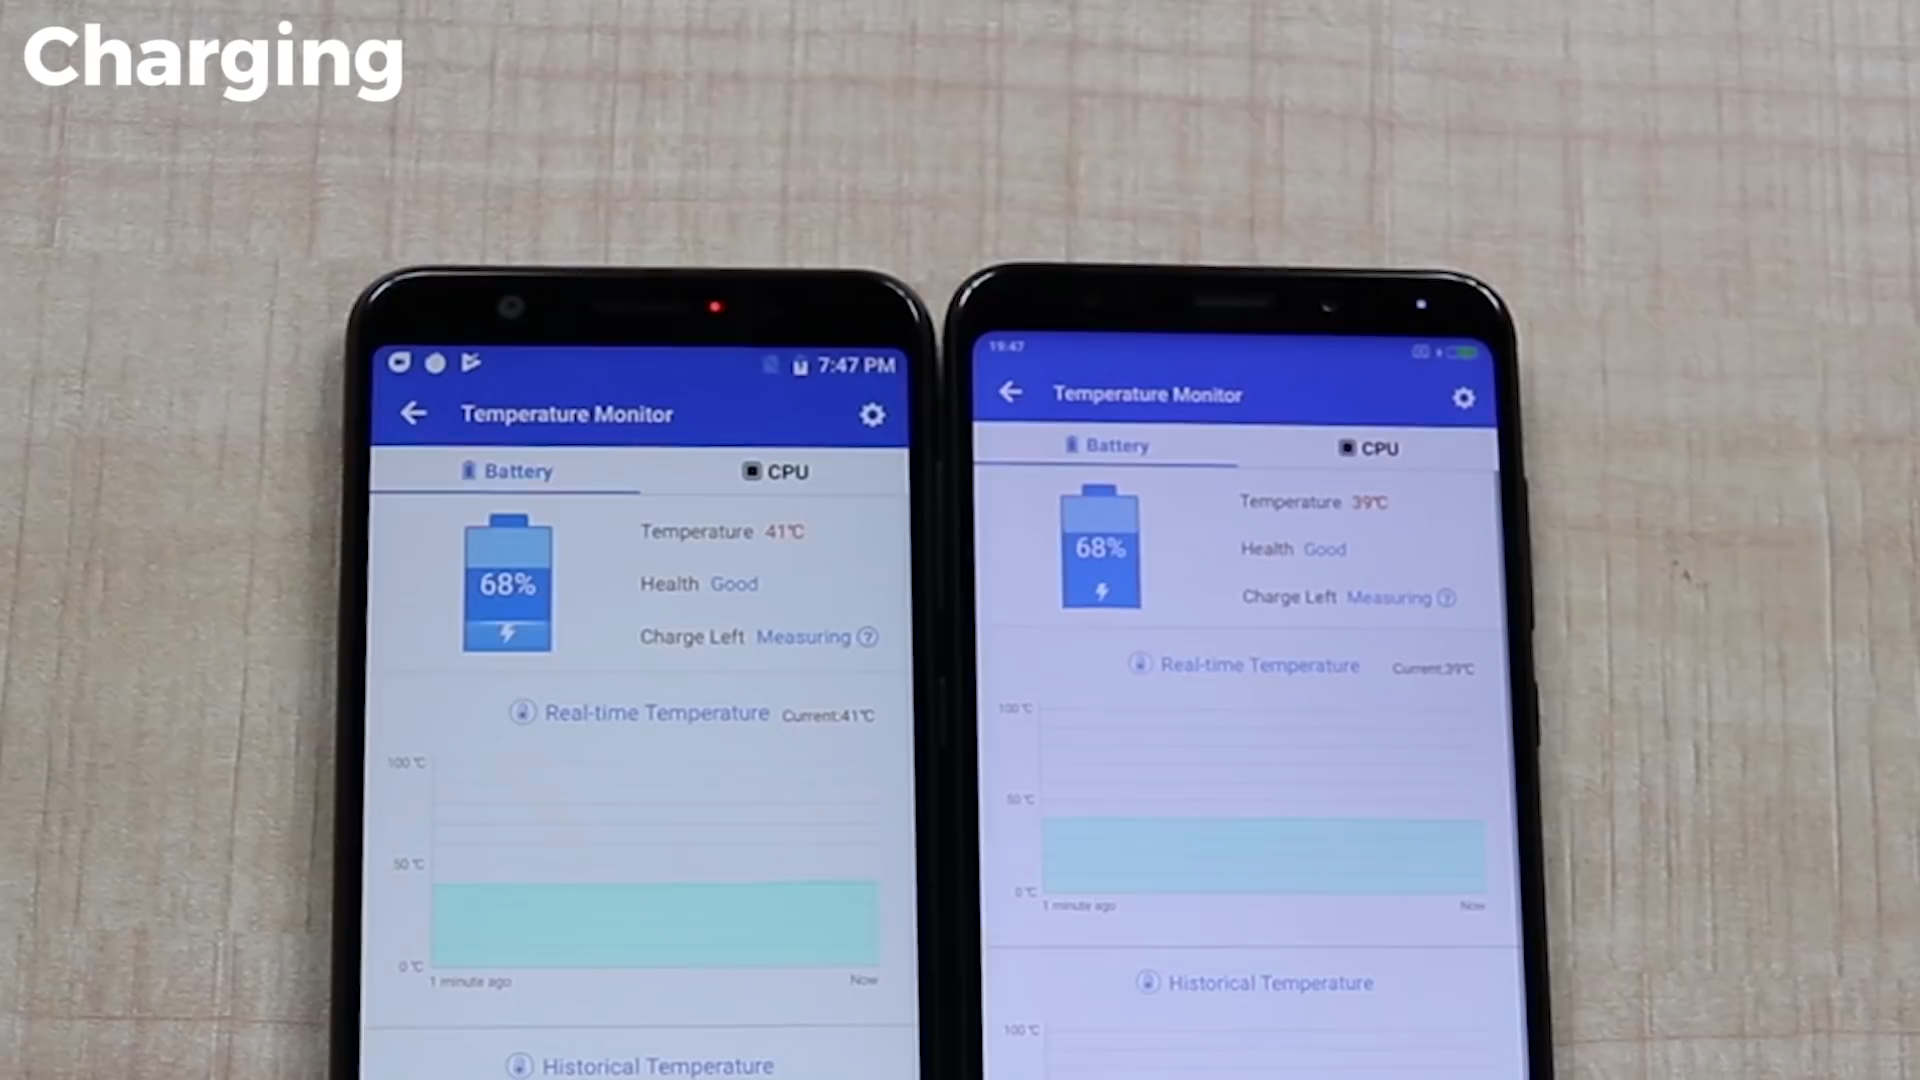 Charging
7:47 PM
Temperature Monitor
Battery
CPU
68%
Temperature 41℃
Health Good
Charge Left Measuring ?
Real-time Temperature Current:41℃
100 ℃
50 ℃
0 ℃
1 minute ago
Now
Historical Temperature
19:47
Temperature Monitor
Battery
CPU
68%
Temperature 39℃
Health Good
Charge Left Measuring ?
Real-time Temperature Current:39℃
100 ℃
50 ℃
0 ℃
1 minute ago
Now
Historical Temperature
100 ℃